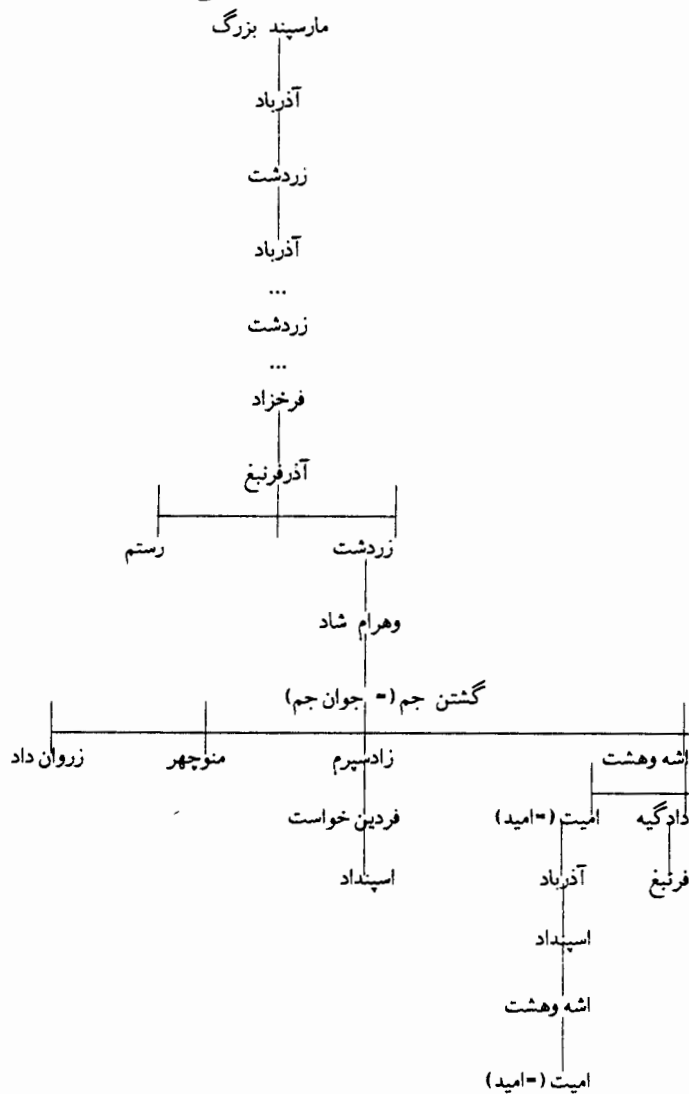 مارسپند بزرگ
آذرباد
زردشت
آذرباد
...
زردشت
...
فرخزاد
آذرفرنبغ
زردشت رستم
وهرام شاد
گشتن جم (= جوان جم)
اشه وهشت زادسپرم منوچهر زروان داد
دادگیه امیت (=امید) فردین خواست
فرنبغ آذرباد اسپنداد
اسپنداد
اشه وهشت
امیت (=امید)